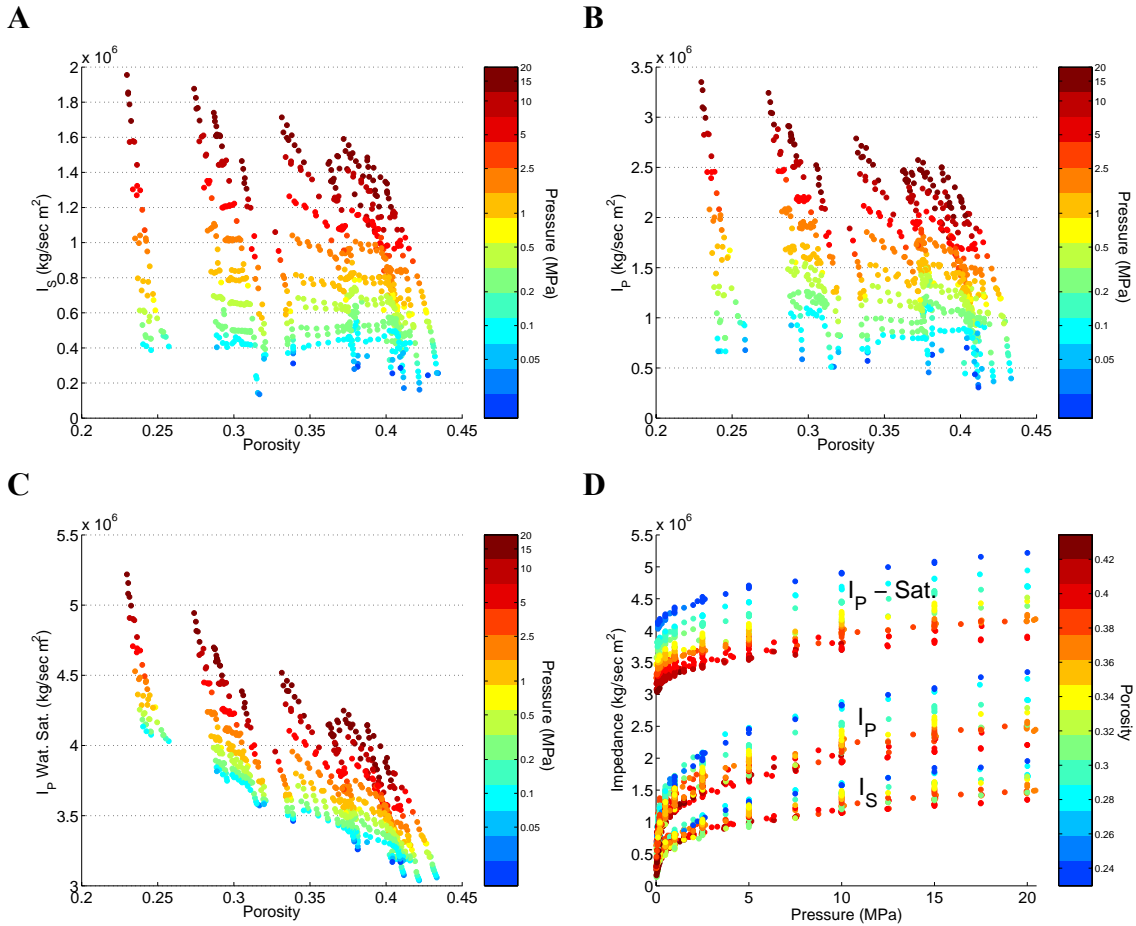 A
x 10^6
2
1.8
1.6
1.4
1.2
1
0.8
0.6
0.4
0.2
0
I_S (kg/sec m^2)
0.2 0.25 0.3 0.35 0.4 0.45
Porosity
20
15
10
5
2.5
1
0.5
0.2
0.1
0.05
Pressure (MPa)
B
x 10^6
3.5
3
2.5
2
1.5
1
0.5
0
I_P (kg/sec m^2)
0.2 0.25 0.3 0.35 0.4 0.45
Porosity
20
15
10
5
2.5
1
0.5
0.2
0.1
0.05
Pressure (MPa)
C
x 10^6
5.5
5
4.5
4
3.5
3
I_P Wat. Sat. (kg/sec m^2)
0.2 0.25 0.3 0.35 0.4 0.45
Porosity
20
15
10
5
2.5
1
0.5
0.2
0.1
0.05
Pressure (MPa)
D
x 10^6
5.5
5
4.5
4
3.5
3
2.5
2
1.5
1
0.5
0
Impedance (kg/sec m^2)
I_P – Sat.
I_P
I_S
0 5 10 15 20
Pressure (MPa)
0.42
0.4
0.38
0.36
0.34
0.32
0.3
0.28
0.26
0.24
Porosity